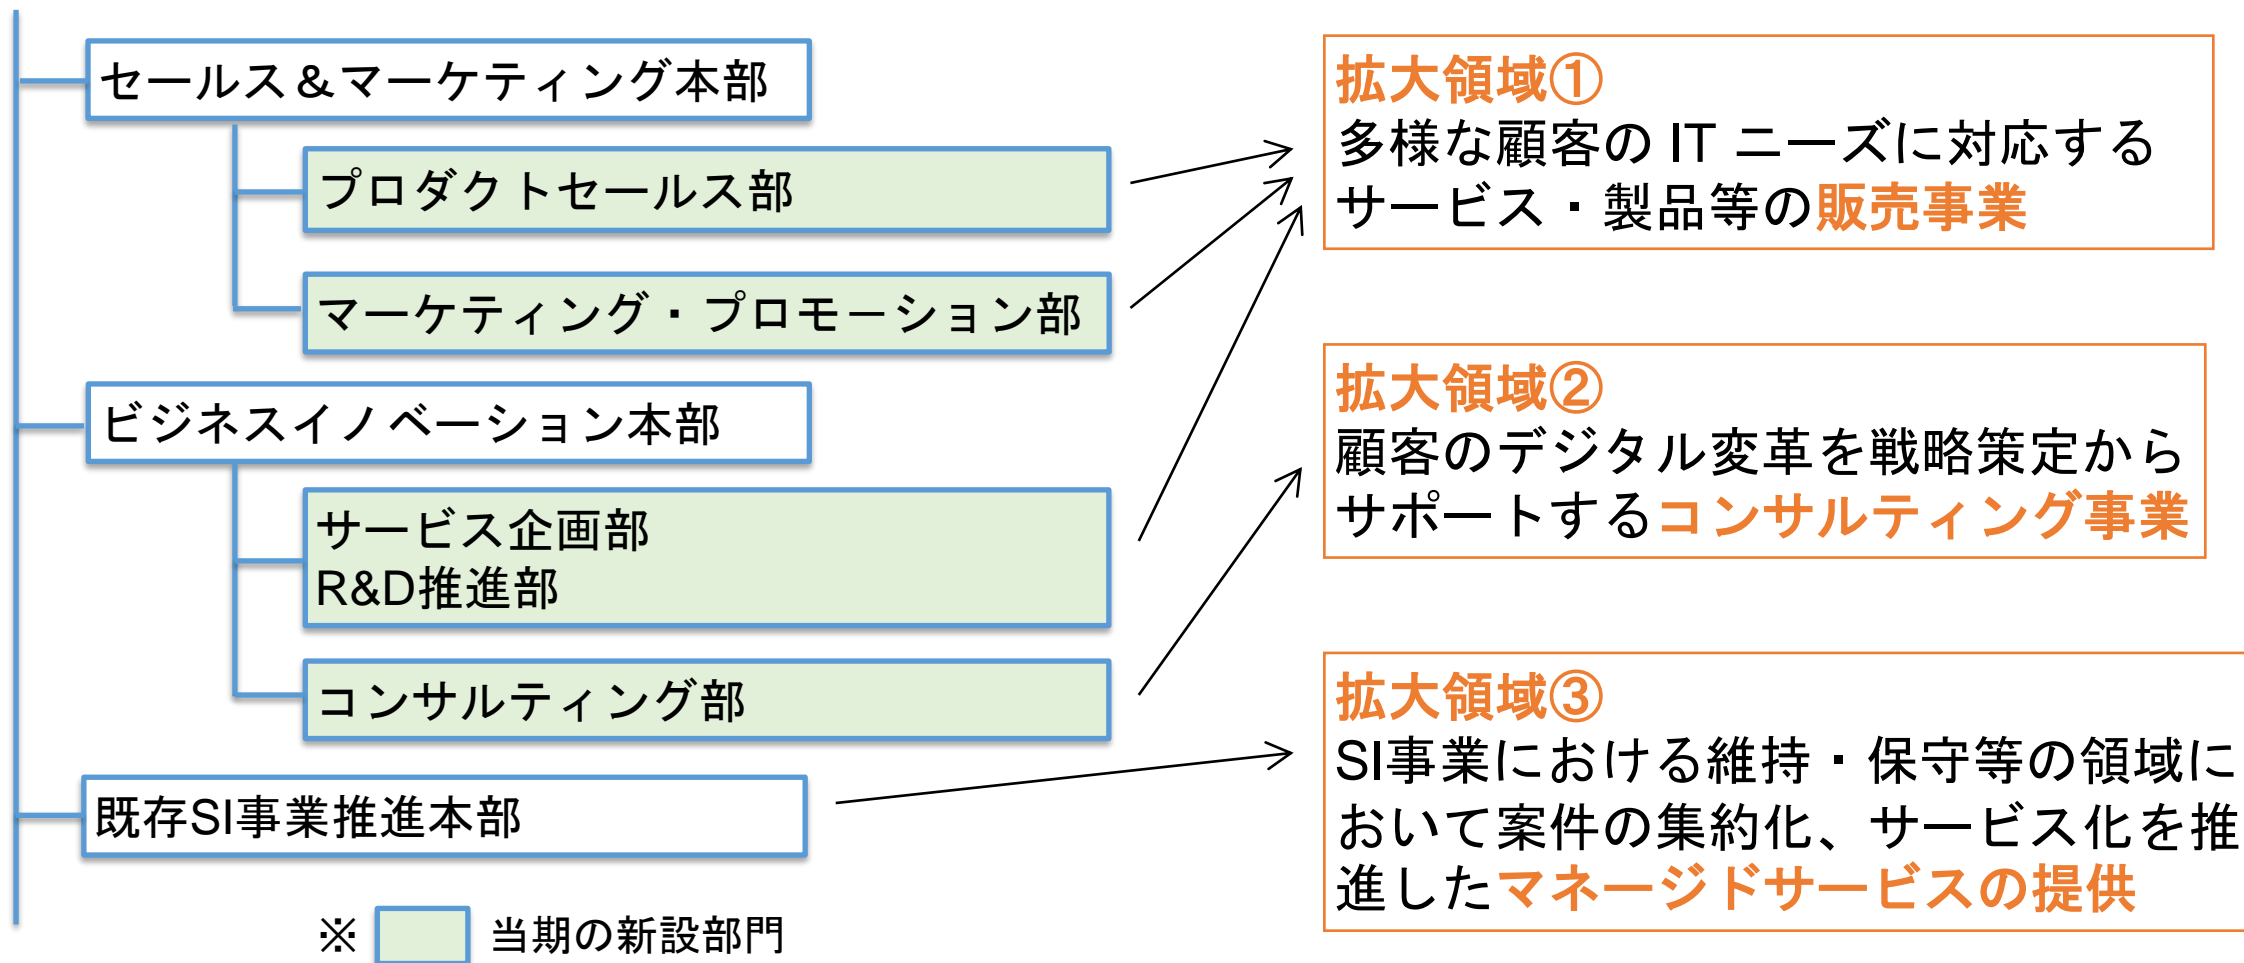 セールス＆マーケティング本部
プロダクトセールス部
マーケティング・プロモーション部
ビジネスイノベーション本部
サービス企画部
R&D推進部
コンサルティング部
既存SI事業推進本部
※ 当期の新設部門
拡大領域①
多様な顧客の IT ニーズに対応する
サービス・製品等の販売事業
拡大領域②
顧客のデジタル変革を戦略策定から
サポートするコンサルティング事業
拡大領域③
SI事業における維持・保守等の領域に
おいて案件の集約化、サービス化を推
進したマネージドサービスの提供